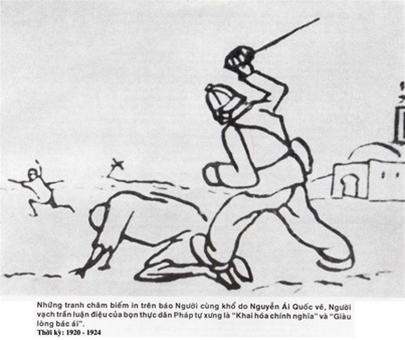 Những tranh châm biếm in trên báo Người cùng khổ do Nguyễn Ái Quốc vẽ, Người
vạch trần luận điệu của bọn thực dân Pháp tự xưng là "Khai hóa chính nghĩa" và "Giàu
lòng bác ái".
Thời kỳ: 1920 - 1924